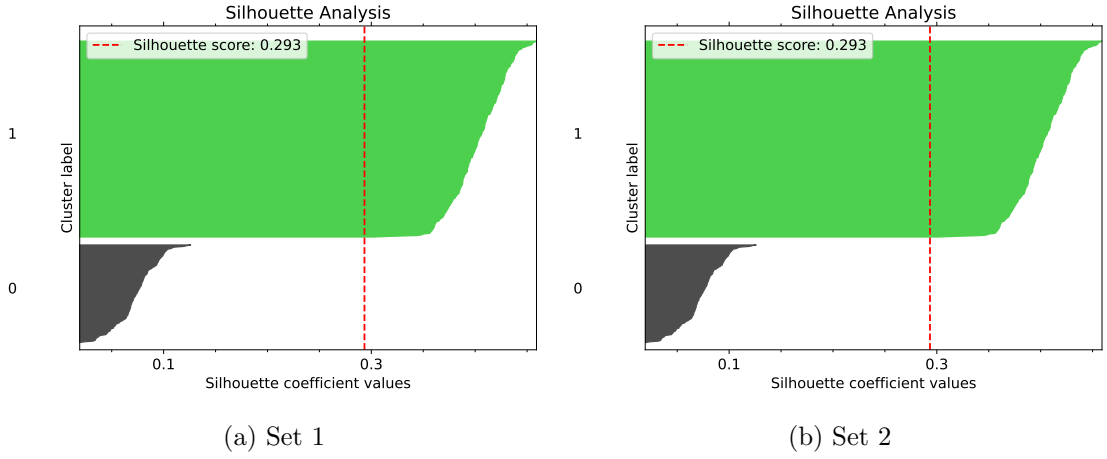 Silhouette Analysis
Silhouette score: 0.293
1
0
Cluster label
0.1 0.3
Silhouette coefficient values
(a) Set 1
Silhouette Analysis
Silhouette score: 0.293
1
0
Cluster label
0.1 0.3
Silhouette coefficient values
(b) Set 2